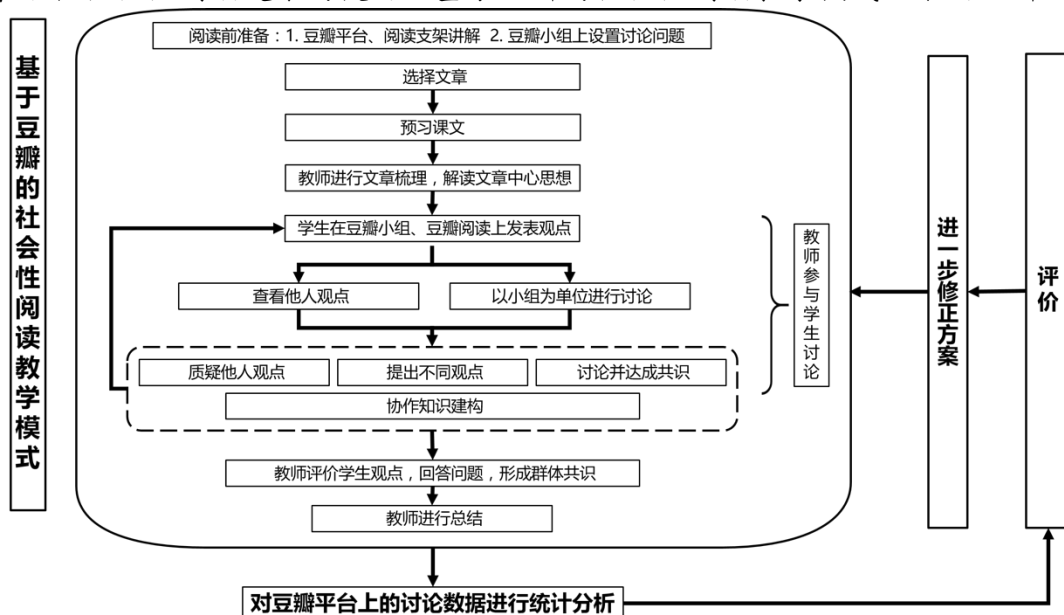 阅读前准备：1. 豆瓣平台、阅读支架讲解 2. 豆瓣小组上设置讨论问题
基于豆瓣的社会性阅读教学模式
选择文章
预习课文
教师进行文章梳理，解读文章中心思想
学生在豆瓣小组、豆瓣阅读上发表观点
查看他人观点
以小组为单位进行讨论
质疑他人观点
提出不同观点
讨论并达成共识
协作知识建构
教师参与学生讨论
教师评价学生观点，回答问题，形成群体共识
教师进行总结
进一步修正方案
评价
对豆瓣平台上的讨论数据进行统计分析